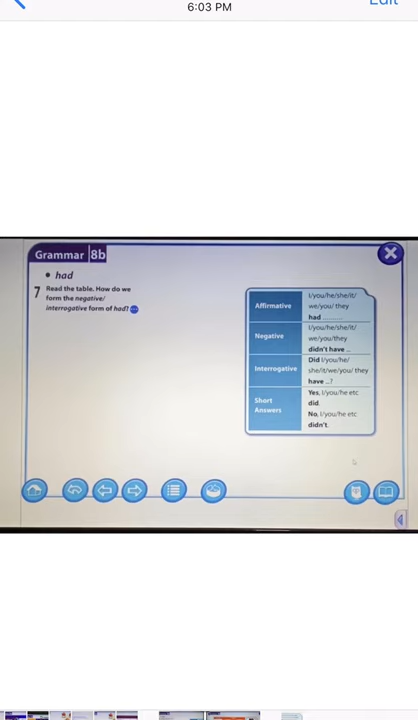 6:03 PM
Edit
Grammar 8b
• had
7 Read the table. How do we
form the negative/
interrogative form of had?
Affirmative
I/you/he/she/it/
we/you/ they
had ..........
Negative
I/you/he/she/it/
we/you/they
didn't have ..
Interrogative
Did I/you/he/
she/it/we/you/ they
have ...?
Short
Answers
Yes, I/you/he etc
did.
No, I/you/he etc
didn't.